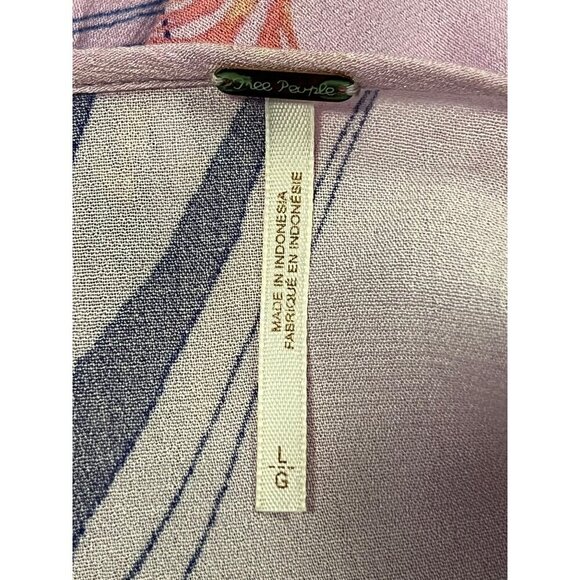 Free People
MADE IN INDONESIA
FABRIQUÉ EN INDONÉSIE
L
G